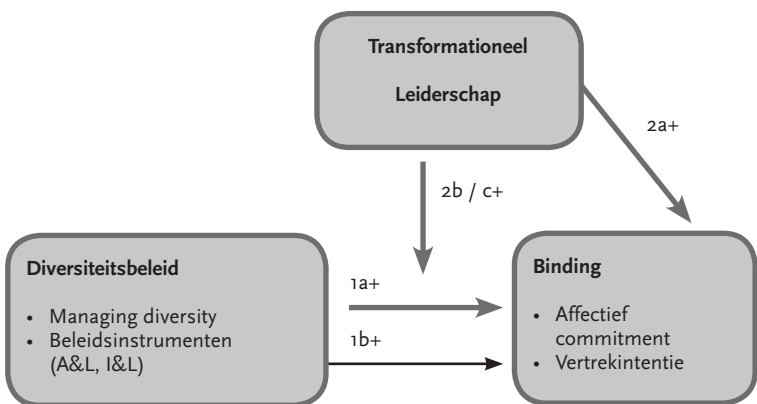 Transformationeel
Leiderschap
2a+
2b / c+
Diversiteitsbeleid
• Managing diversity
• Beleidsinstrumenten
(A&L, I&L)
1a+
1b+
Binding
• Affectief
commitment
• Vertrekintentie